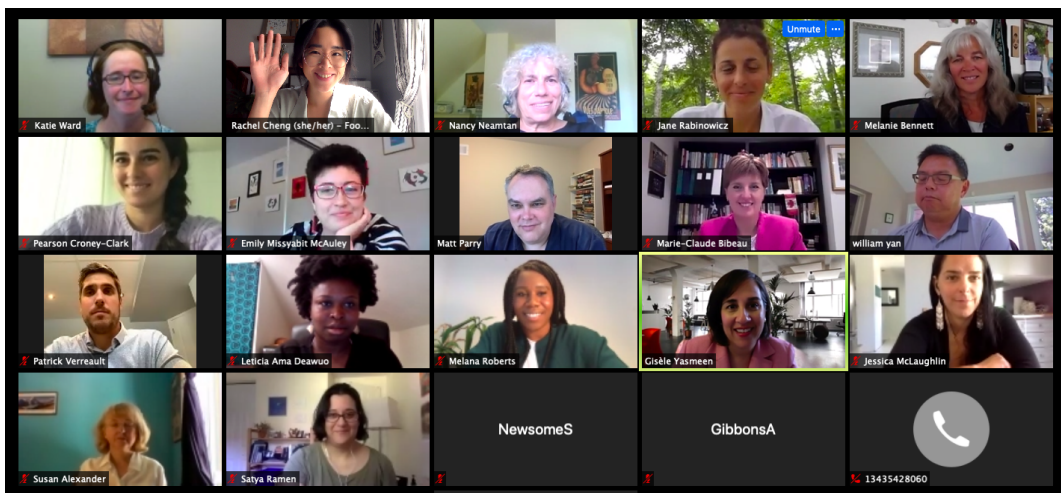 Katie Ward
Rachel Cheng (she/her) – Foo...
Nancy Neamtan
Unmute ...
Jane Rabinowicz
Melanie Bennett
Pearson Croney-Clark
Emily Missyabit McAuley
Matt Parry
Marie-Claude Bibeau
william yan
Patrick Verreault
Leticia Ama Deawuo
Melana Roberts
Gisèle Yasmeen
Jessica McLaughlin
Susan Alexander
Satya Ramen
NewsomeS
GibbonsA
13435428060